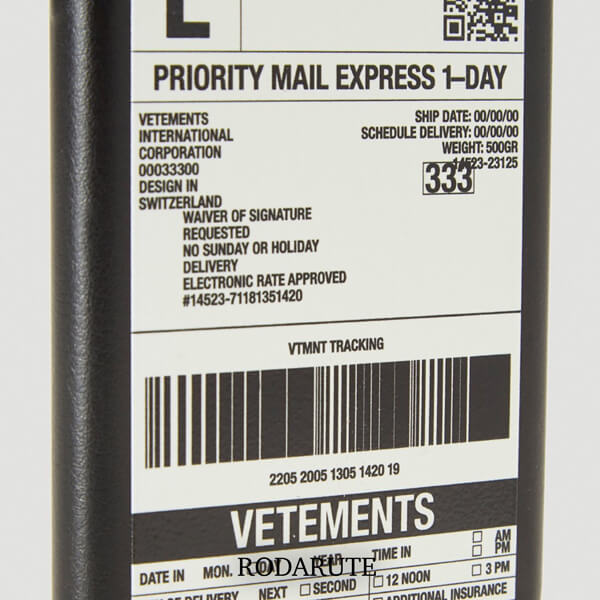 L
PRIORITY MAIL EXPRESS 1–DAY
VETEMENTS
INTERNATIONAL
CORPORATION
00033300
DESIGN IN
SWITZERLAND
SHIP DATE: 00/00/00
SCHEDULE DELIVERY: 00/00/00
WEIGHT: 500GR
14523-23125
333
WAIVER OF SIGNATURE
REQUESTED
NO SUNDAY OR HOLIDAY
DELIVERY
ELECTRONIC RATE APPROVED
#14523-71181351420
VTMNT TRACKING
2205 2005 1305 1420 19
VETEMENTS
RODARUTE
DATE IN MON. YEAR TIME IN AM
PM
DELIVERY NEXT SECOND 12 NOON 3 PM
ADDITIONAL INSURANCE